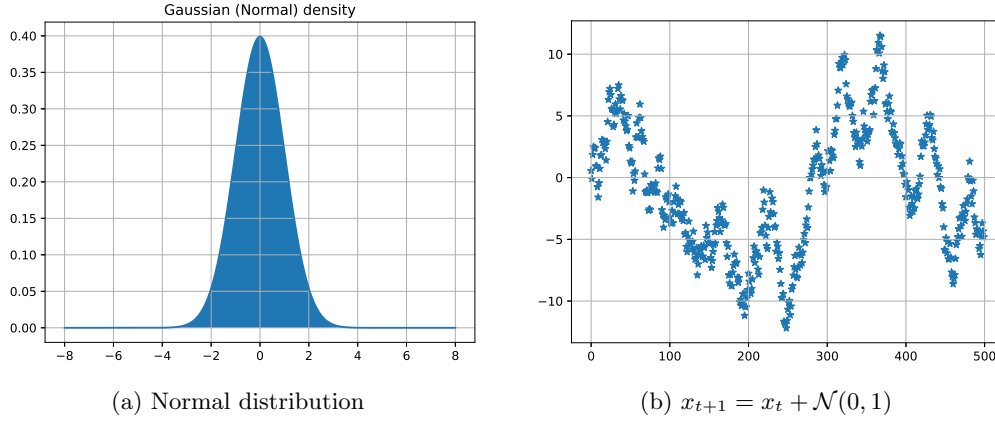 Gaussian (Normal) density
0.40
0.35
0.30
0.25
0.20
0.15
0.10
0.05
0.00
−8 −6 −4 −2 0 2 4 6 8
(a) Normal distribution
10
5
0
−5
−10
0 100 200 300 400 500
(b) $x_{t+1} = x_t + \mathcal{N}(0, 1)$